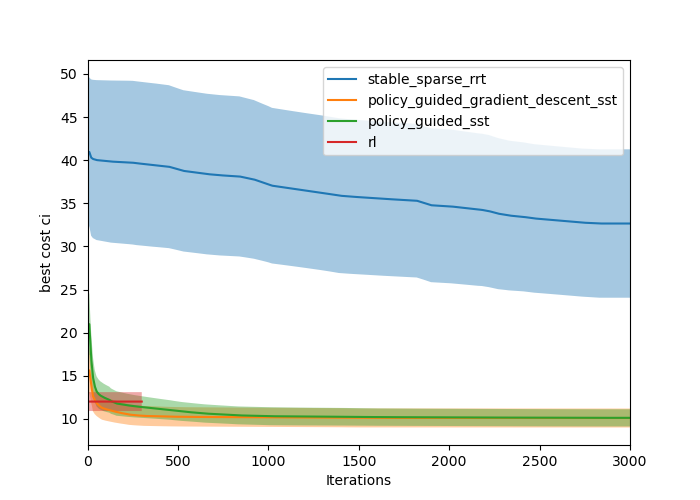 50
45
40
35
30
25
20
15
10
best cost ci
stable_sparse_rrt
policy_guided_gradient_descent_sst
policy_guided_sst
rl
0
500
1000
1500
2000
2500
3000
Iterations